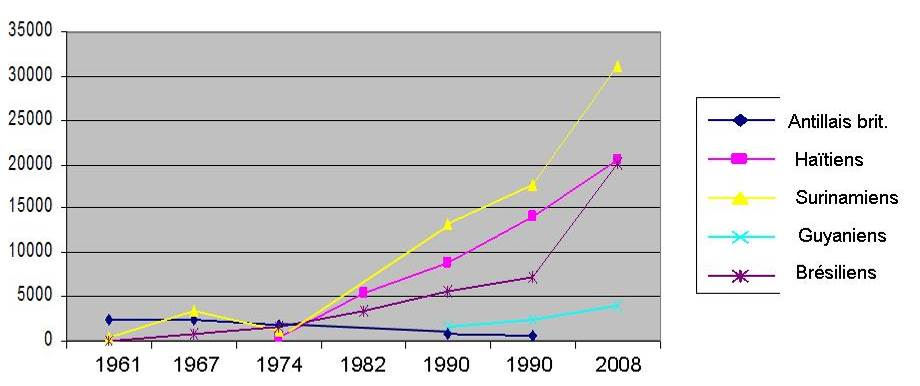 35000
30000
25000
20000
15000
10000
5000
0
1961 1967 1974 1982 1990 1990 2008
Antillais brit.
Haïtiens
Surinamiens
Guyaniens
Brésiliens